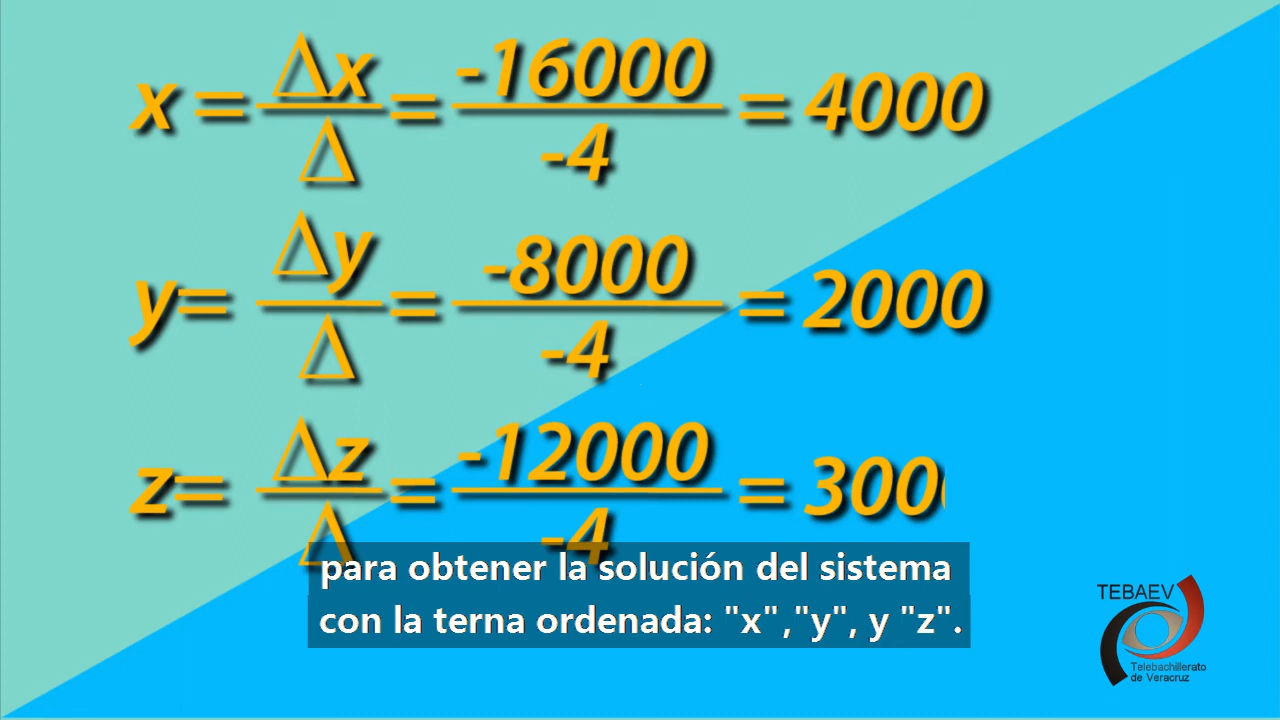 x = Δx/Δ = -16000/-4 = 4000
y= Δy/Δ = -8000/-4 = 2000
z= Δz/Δ = -12000/-4 = 300
para obtener la solución del sistema
con la terna ordenada: "x","y", y "z".
TEBAEV
Telebachillerato
de Veracruz